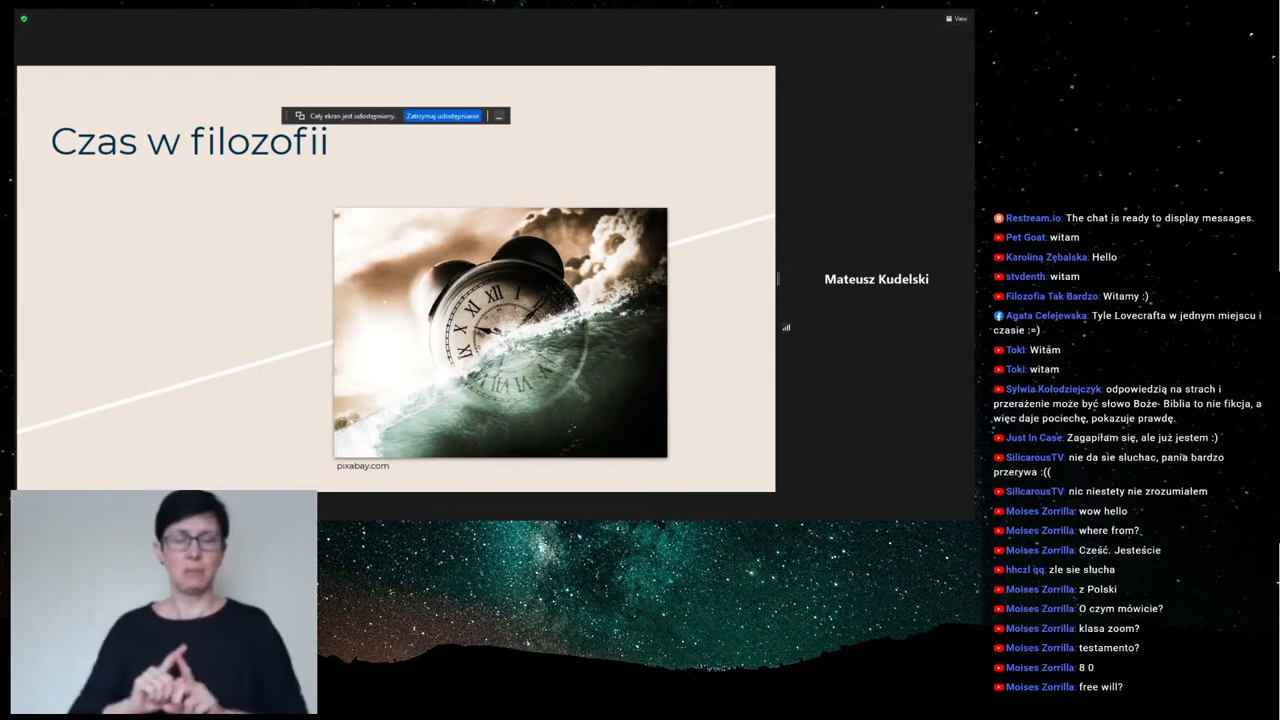 View
Cały ekran jest udostępniany. Zatrzymaj udostępnianie ...
Czas w filozofii
XII I
XI
X
IX
VII VI V
pixabay.com
Mateusz Kudelski
Restream.io: The chat is ready to display messages.
Pet Goat: witam
Karolina Zębalska: Hello
stvdenth: witam
Filozofia Tak Bardzo: Witamy :)
Agata Celejewska: Tyle Lovecrafta w jednym miejscu i
czasie :=)
Toki: Witam
Toki: witam
Sylwia Kołodziejczyk: odpowiedzią na strach i
przerażenie może być słowo Boże- Biblia to nie fikcja, a
więc daje pociechę, pokazuje prawdę.
Just In Case: Zagapiłam się, ale już jestem :)
SilicarousTV: nie da sie sluchac, pania bardzo
przerywa :((
SilicarousTV: nic niestety nie zrozumiałem
Moises Zorrilla: wow hello
Moises Zorrilla: where from?
Moises Zorrilla: Cześć. Jesteście
hhczl qq: zle sie slucha
Moises Zorrilla: z Polski
Moises Zorrilla: O czym mówicie?
Moises Zorrilla: klasa zoom?
Moises Zorrilla: testamento?
Moises Zorrilla: 8 0
Moises Zorrilla: free will?